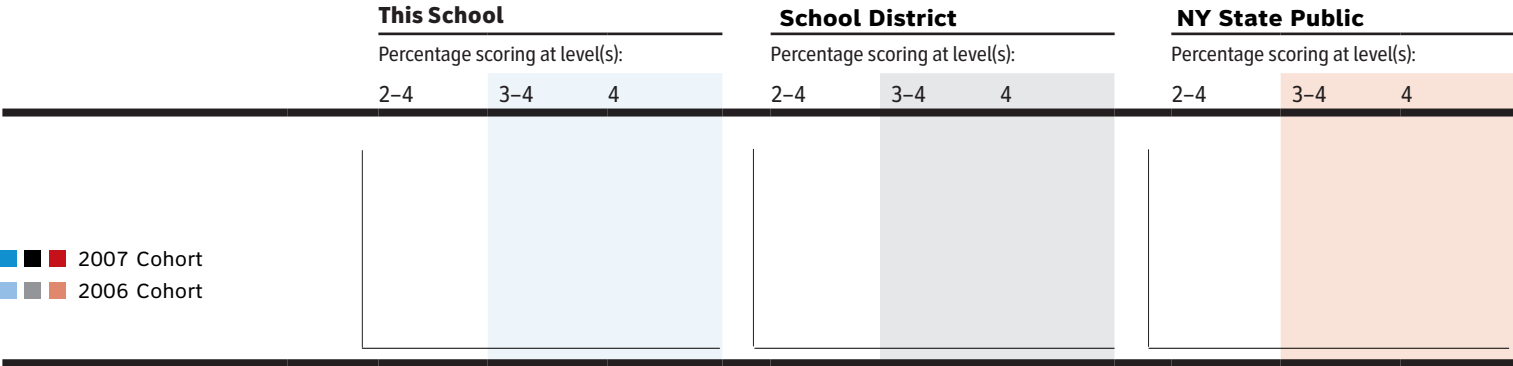 This School School District NY State Public
Percentage scoring at level(s): Percentage scoring at level(s): Percentage scoring at level(s):
2–4 3–4 4 2–4 3–4 4 2–4 3–4 4
2007 Cohort
2006 Cohort